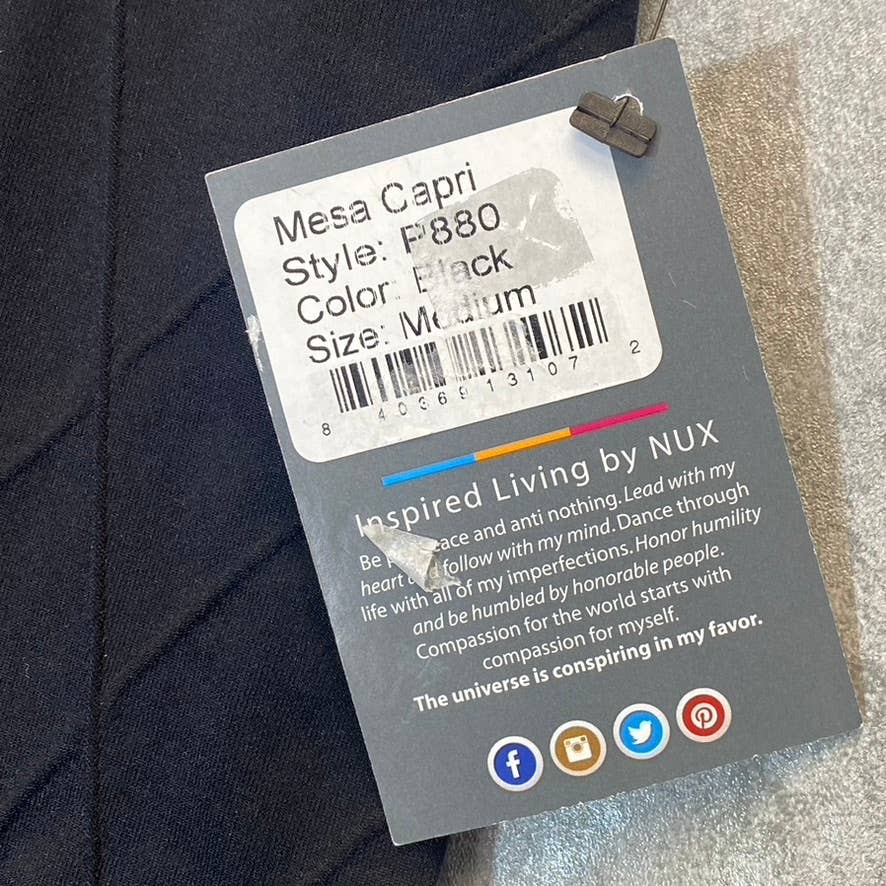 Mesa Capri
Style: P880
Color: Black
Size: Medium
8 40369 13107 2
Inspired Living by NUX
Be peace and anti nothing. Lead with my
heart and follow with my mind. Dance through
life with all of my imperfections. Honor humility
and be humbled by honorable people.
Compassion for the world starts with
compassion for myself.
The universe is conspiring in my favor.